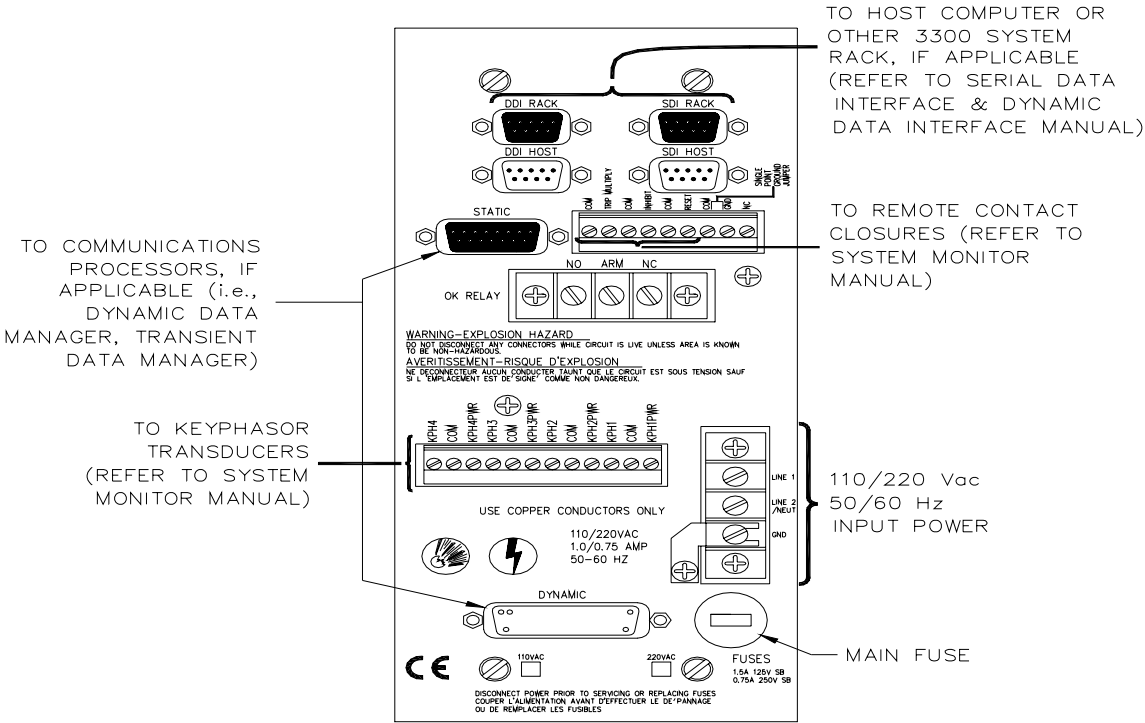 TO HOST COMPUTER OR
OTHER 3300 SYSTEM
RACK, IF APPLICABLE
(REFER TO SERIAL DATA
INTERFACE & DYNAMIC
DATA INTERFACE MANUAL)
DDI RACK
SDI RACK
DDI HOST
SDI HOST
SINGLE
POINT
GROUND
JUMPER
COM
TRIP MULTIPLY
COM
INHIBIT
COM
RESET
COM
GND
NC
STATIC
TO REMOTE CONTACT
CLOSURES (REFER TO
SYSTEM MONITOR
MANUAL)
TO COMMUNICATIONS
PROCESSORS, IF
APPLICABLE (i.e.,
DYNAMIC DATA
MANAGER, TRANSIENT
DATA MANAGER)
NO ARM NC
OK RELAY
WARNING-EXPLOSION HAZARD
DO NOT DISCONNECT ANY CONNECTORS WHILE CIRCUIT IS LIVE UNLESS AREA IS KNOWN
TO BE NON-HAZARDOUS.
AVERITISSEMENT-RISQUE D'EXPLOSION
NE DECONNECTEUR AUCUN CONDUCTER TAUNT QUE LE CIRCUIT EST SOUS TENSION SAUF
SI L 'EMPLACEMENT EST DE'SIGNE' COMME NON DANGEREUX.
KPH4
COM
KPH4PWR
KPH3
COM
KPH3PWR
KPH2
COM
KPH2PWR
KPH1
COM
KPH1PWR
TO KEYPHASOR
TRANSDUCERS
(REFER TO SYSTEM
MONITOR MANUAL)
LINE 1
LINE 2
/NEUT
GND
110/220 Vac
50/60 Hz
INPUT POWER
USE COPPER CONDUCTORS ONLY
110/220VAC
1.0/0.75 AMP
50-60 HZ
DYNAMIC
MAIN FUSE
CE
110VAC
220VAC
FUSES
1.5A 125V SB
0.75A 250V SB
DISCONNECT POWER PRIOR TO SERVICING OR REPLACING FUSES
COUPER L'ALIMENTATION AVANT D'EFFECTUER LE DE'PANNAGE
OU DE REMPLACER LES FUSIBLES